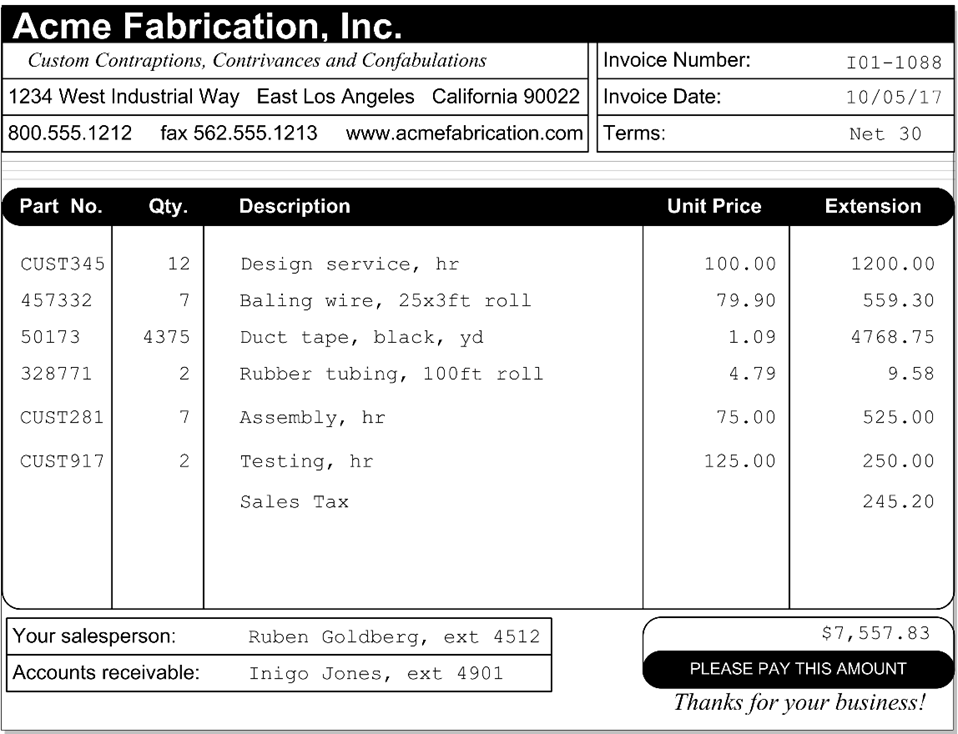 Acme Fabrication, Inc.
Custom Contraptions, Contrivances and Confabulations
1234 West Industrial Way East Los Angeles California 90022
800.555.1212 fax 562.555.1213 www.acmefabrication.com
Invoice Number: I01-1088
Invoice Date: 10/05/17
Terms: Net 30
Part No. Qty. Description Unit Price Extension
CUST345 12 Design service, hr 100.00 1200.00
457332 7 Baling wire, 25x3ft roll 79.90 559.30
50173 4375 Duct tape, black, yd 1.09 4768.75
328771 2 Rubber tubing, 100ft roll 4.79 9.58
CUST281 7 Assembly, hr 75.00 525.00
CUST917 2 Testing, hr 125.00 250.00
Sales Tax 245.20
Your salesperson: Ruben Goldberg, ext 4512
Accounts receivable: Inigo Jones, ext 4901
$7,557.83
PLEASE PAY THIS AMOUNT
Thanks for your business!